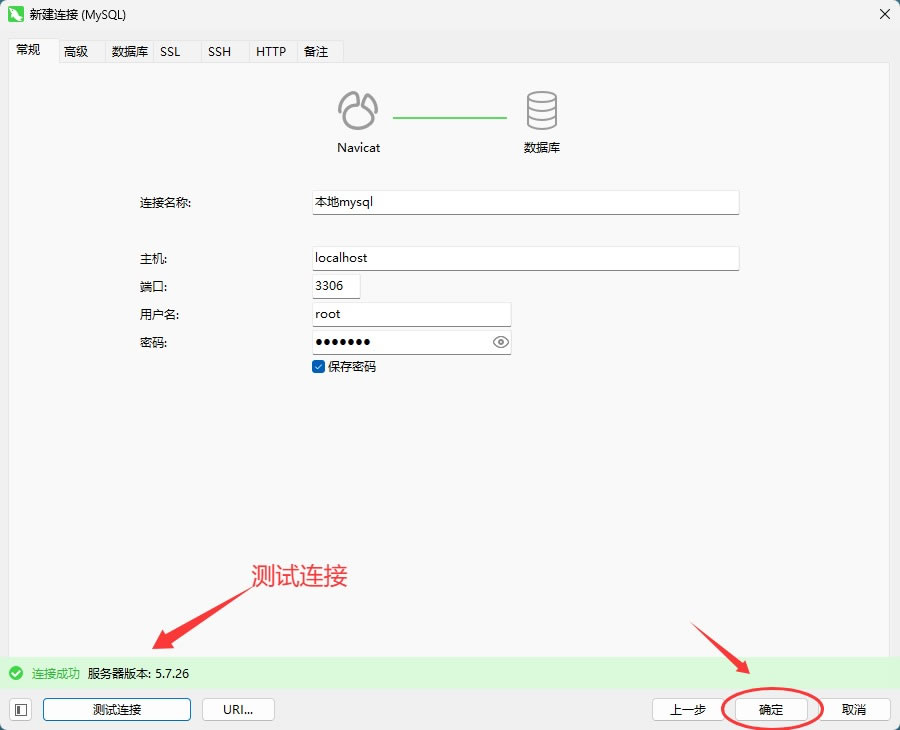 新建连接 (MySQL)
常规 高级 数据库 SSL SSH HTTP 备注
Navicat 数据库
连接名称: 本地mysql
主机: localhost
端口: 3306
用户名: root
密码: ●●●●●●●
保存密码
测试连接
连接成功 服务器版本: 5.7.26
测试连接 URI... 上一步 确定 取消